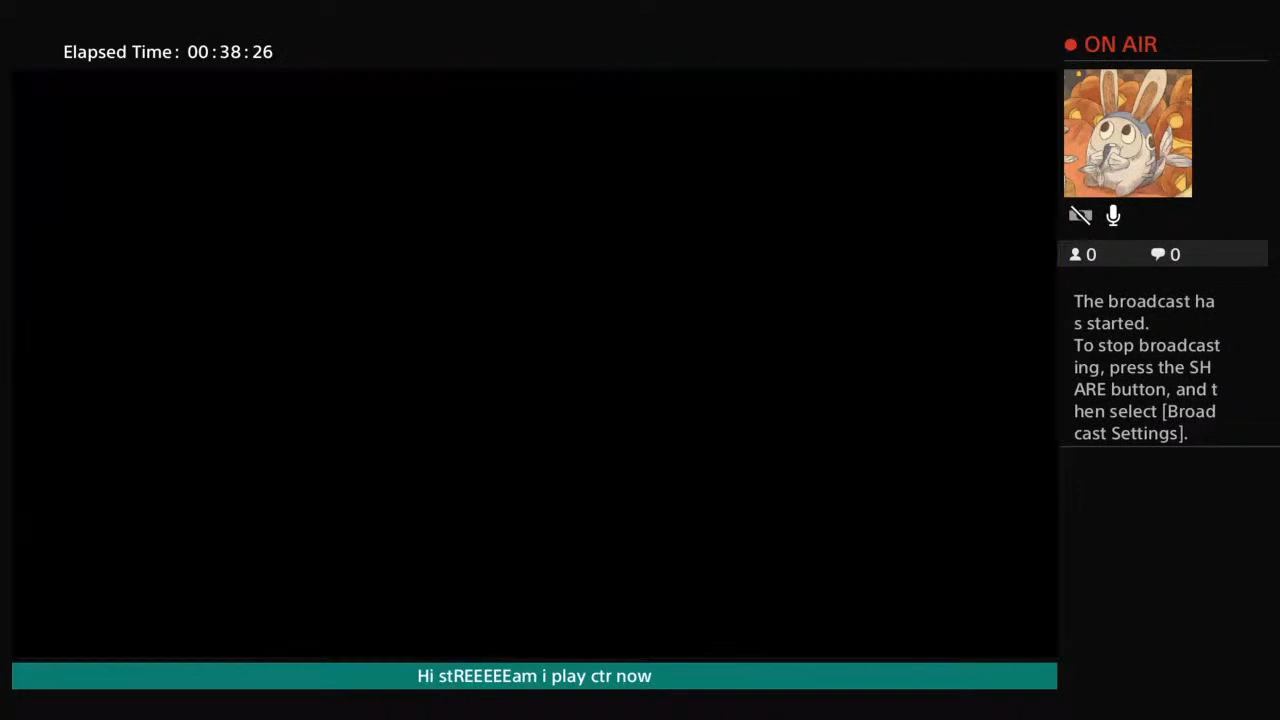 Elapsed Time: 00:38:26
ON AIR
0 0
The broadcast ha
s started.
To stop broadcast
ing, press the SH
ARE button, and t
hen select [Broad
cast Settings].
Hi stREEEEEam i play ctr now